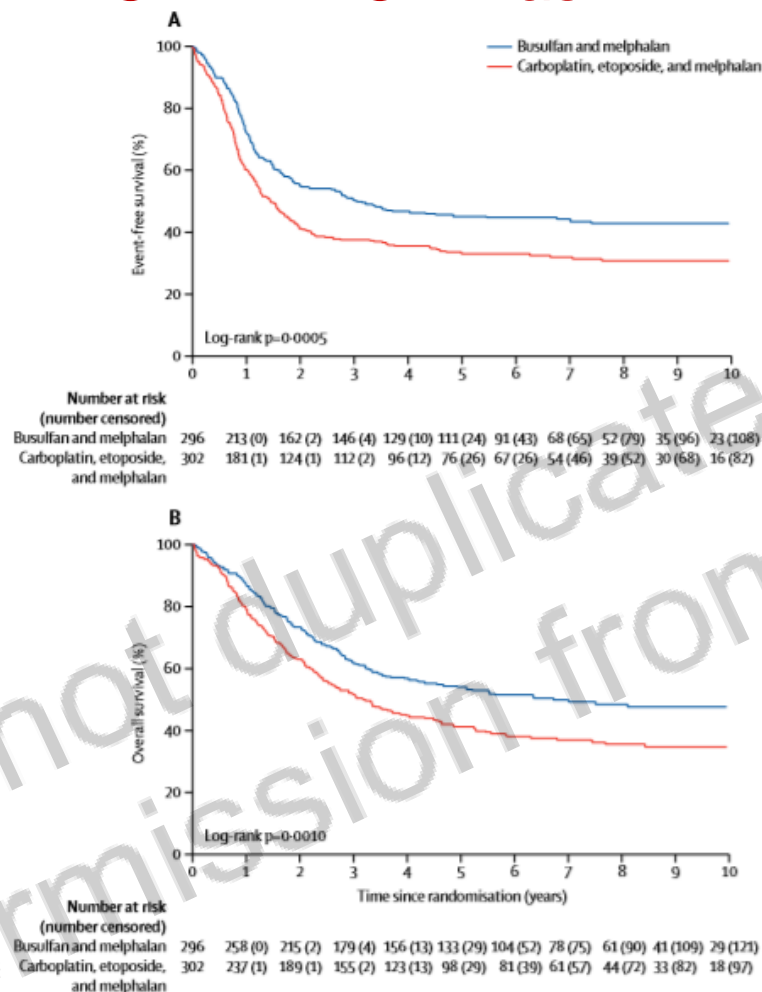 A
100
80
60
40
20
0
Event-free survival (%)
Busulfan and melphalan
Carboplatin, etoposide, and melphalan
Log-rank p=0·0005
0 1 2 3 4 5 6 7 8 9 10
Number at risk
(number censored)
Busulfan and melphalan 296 213 (0) 162 (2) 146 (4) 129 (10) 111 (24) 91 (43) 68 (65) 52 (79) 35 (96) 23 (108)
Carboplatin, etoposide, 302 181 (1) 124 (1) 112 (2) 96 (12) 76 (26) 67 (26) 54 (46) 39 (52) 30 (68) 16 (82)
and melphalan
B
100
80
60
40
20
0
Overall survival (%)
Log-rank p=0·0010
0 1 2 3 4 5 6 7 8 9 10
Time since randomisation (years)
Number at risk
(number censored)
Busulfan and melphalan 296 258 (0) 215 (2) 179 (4) 156 (13) 133 (29) 104 (52) 78 (75) 61 (90) 41 (109) 29 (121)
Carboplatin, etoposide, 302 237 (1) 189 (1) 155 (2) 123 (13) 98 (29) 81 (39) 61 (57) 44 (72) 33 (82) 18 (97)
and melphalan
not duplicate
from